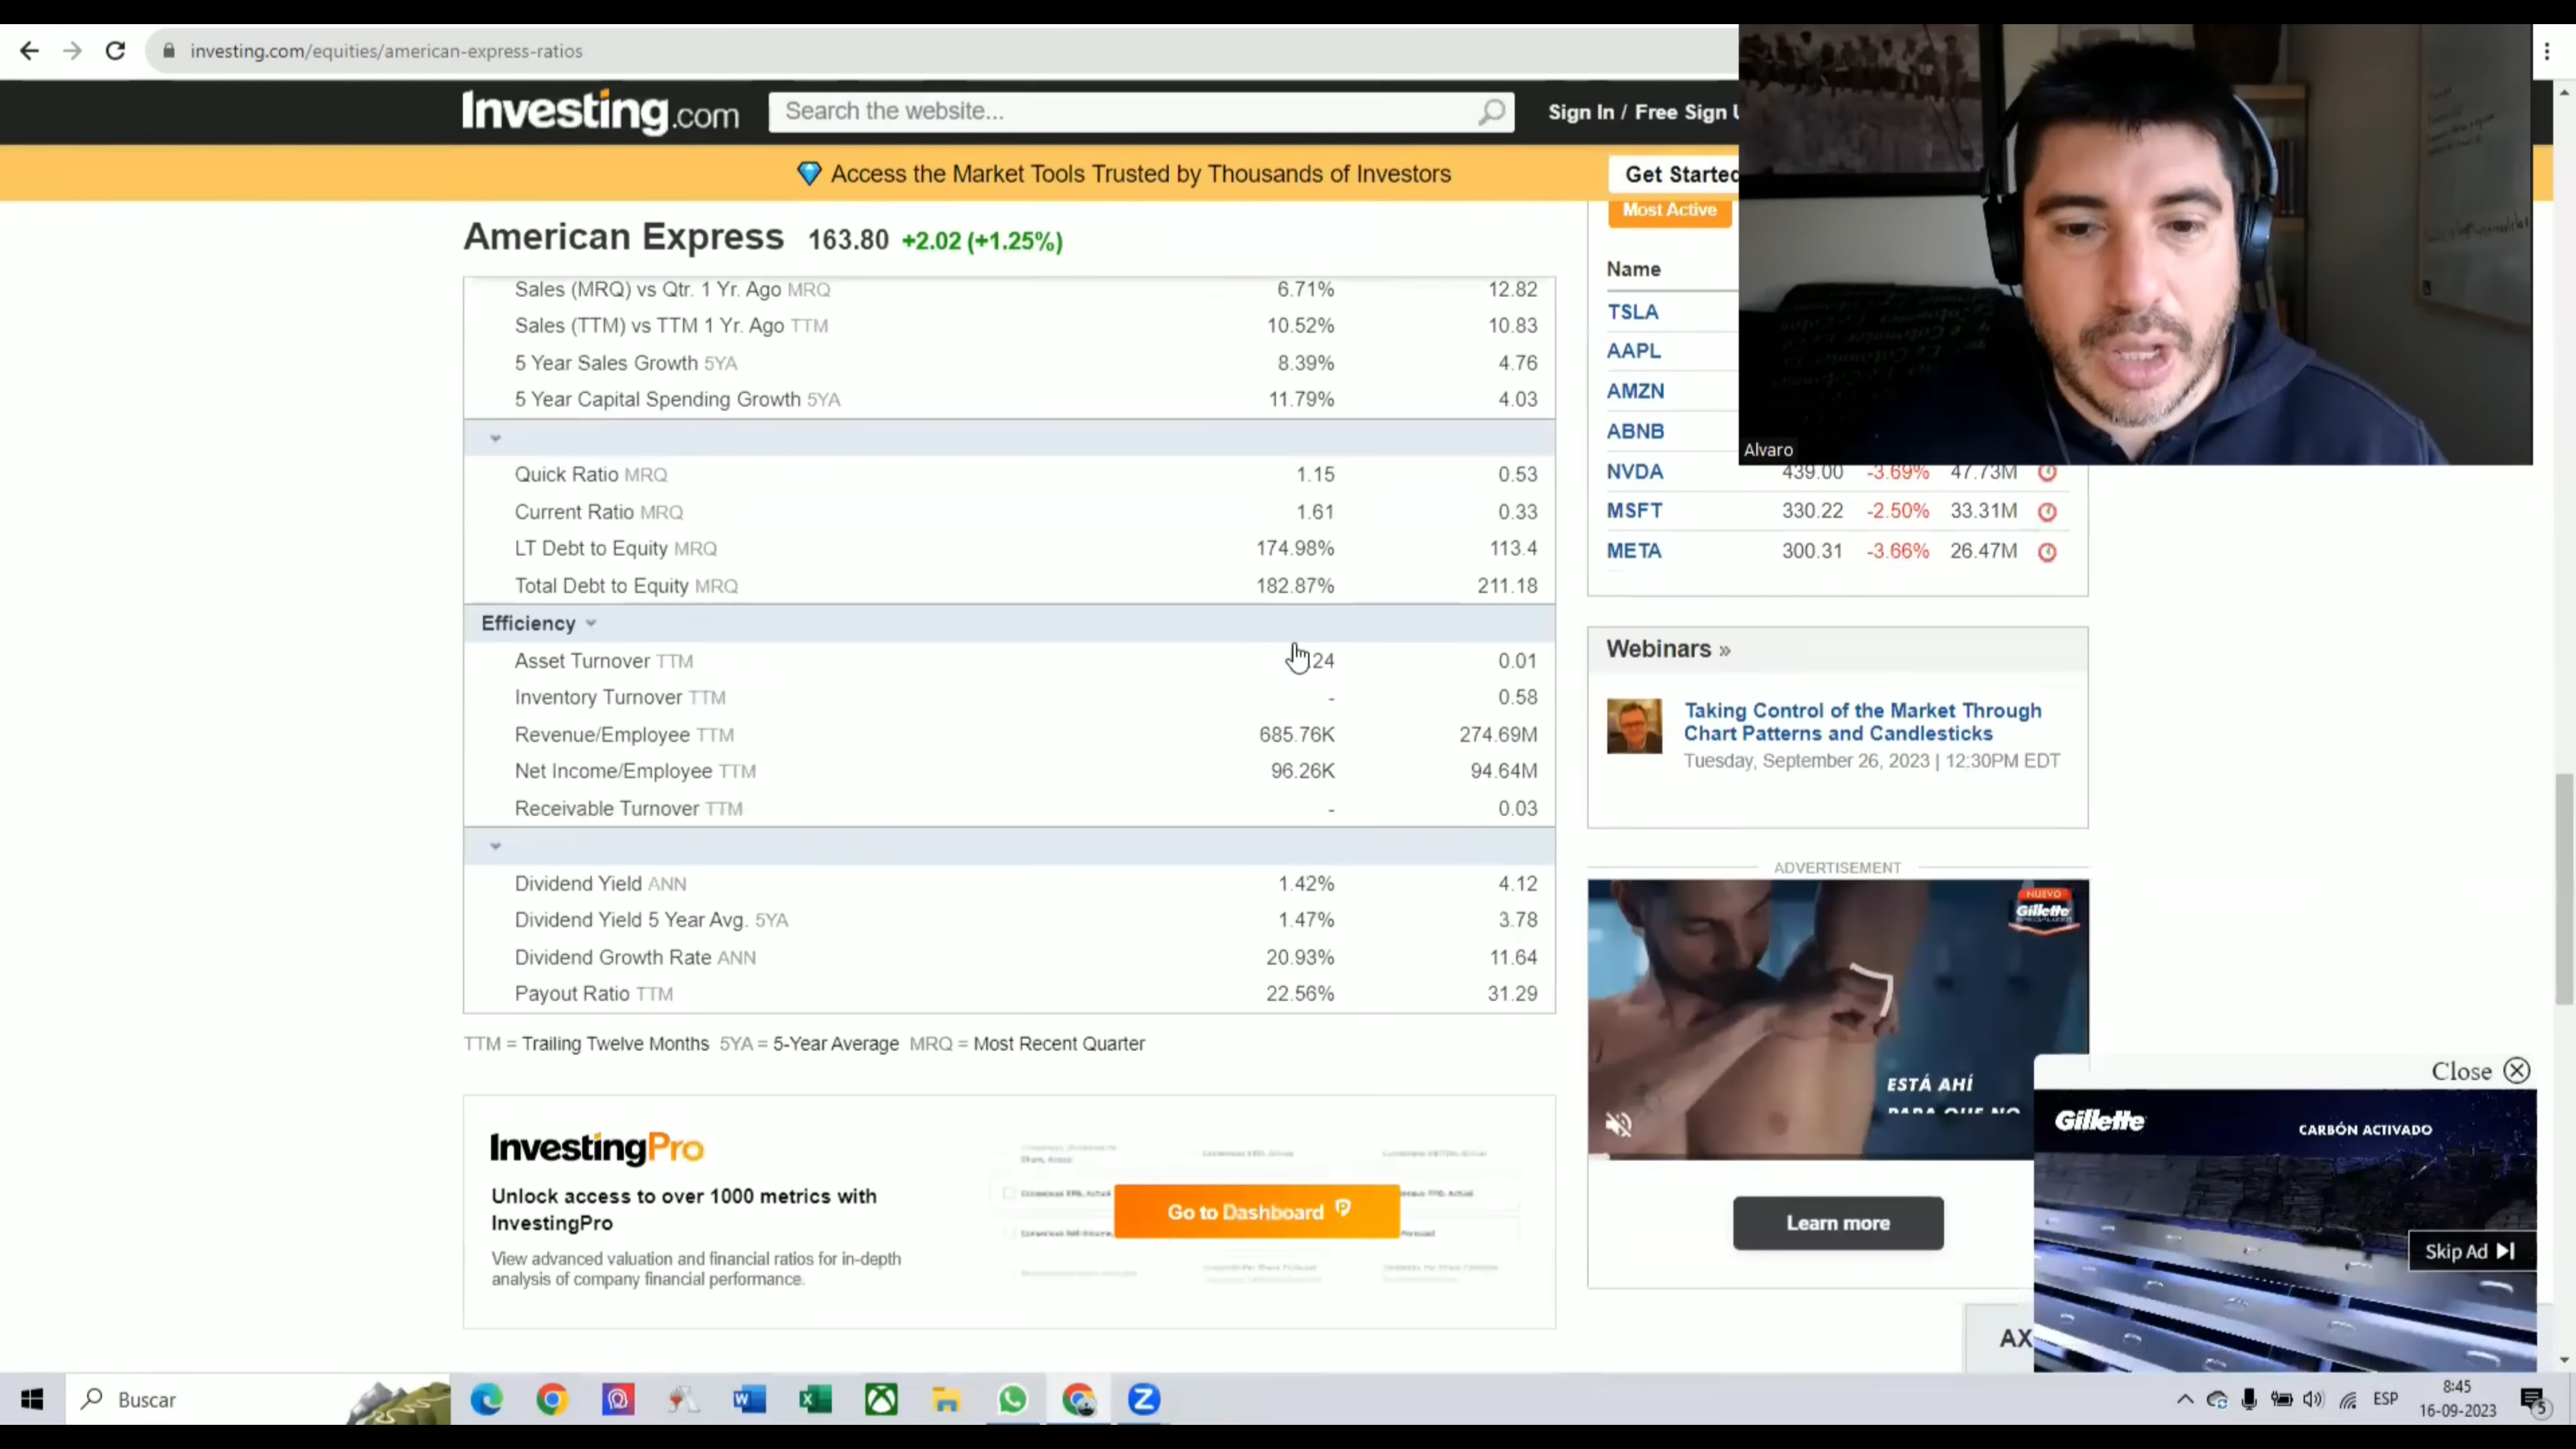 investing.com/equities/american-express-ratios
Investing.com
Search the website...
Sign In / Free Sign
Access the Market Tools Trusted by Thousands of Investors
Get Started
American Express 163.80 +2.02 (+1.25%)
Sales (MRQ) vs Qtr. 1 Yr. Ago MRQ 6.71% 12.82
Sales (TTM) vs TTM 1 Yr. Ago TTM 10.52% 10.83
5 Year Sales Growth 5YA 8.39% 4.76
5 Year Capital Spending Growth 5YA 11.79% 4.03
Quick Ratio MRQ 1.15 0.53
Current Ratio MRQ 1.61 0.33
LT Debt to Equity MRQ 174.98% 113.4
Total Debt to Equity MRQ 182.87% 211.18
Efficiency
Asset Turnover TTM 24 0.01
Inventory Turnover TTM - 0.58
Revenue/Employee TTM 685.76K 274.69M
Net Income/Employee TTM 96.26K 94.64M
Receivable Turnover TTM - 0.03
Dividend Yield ANN 1.42% 4.12
Dividend Yield 5 Year Avg. 5YA 1.47% 3.78
Dividend Growth Rate ANN 20.93% 11.64
Payout Ratio TTM 22.56% 31.29
TTM = Trailing Twelve Months 5YA = 5-Year Average MRQ = Most Recent Quarter
InvestingPro
Unlock access to over 1000 metrics with
InvestingPro
View advanced valuation and financial ratios for in-depth
analysis of company financial performance.
Go to Dashboard
Most Active
Name
TSLA
AAPL
AMZN
ABNB
NVDA 439.00 -3.69% 47.73M
MSFT 330.22 -2.50% 33.31M
META 300.31 -3.66% 26.47M
Alvaro
Webinars »
Taking Control of the Market Through
Chart Patterns and Candlesticks
Tuesday, September 26, 2023 | 12:30PM EDT
ADVERTISEMENT
NUEVO
Gillette
ESTÁ AHÍ
PARA QUE NO
Learn more
Close
Gillette
CARBÓN ACTIVADO
Skip Ad
AX
Buscar
ESP
8:45
16-09-2023
5